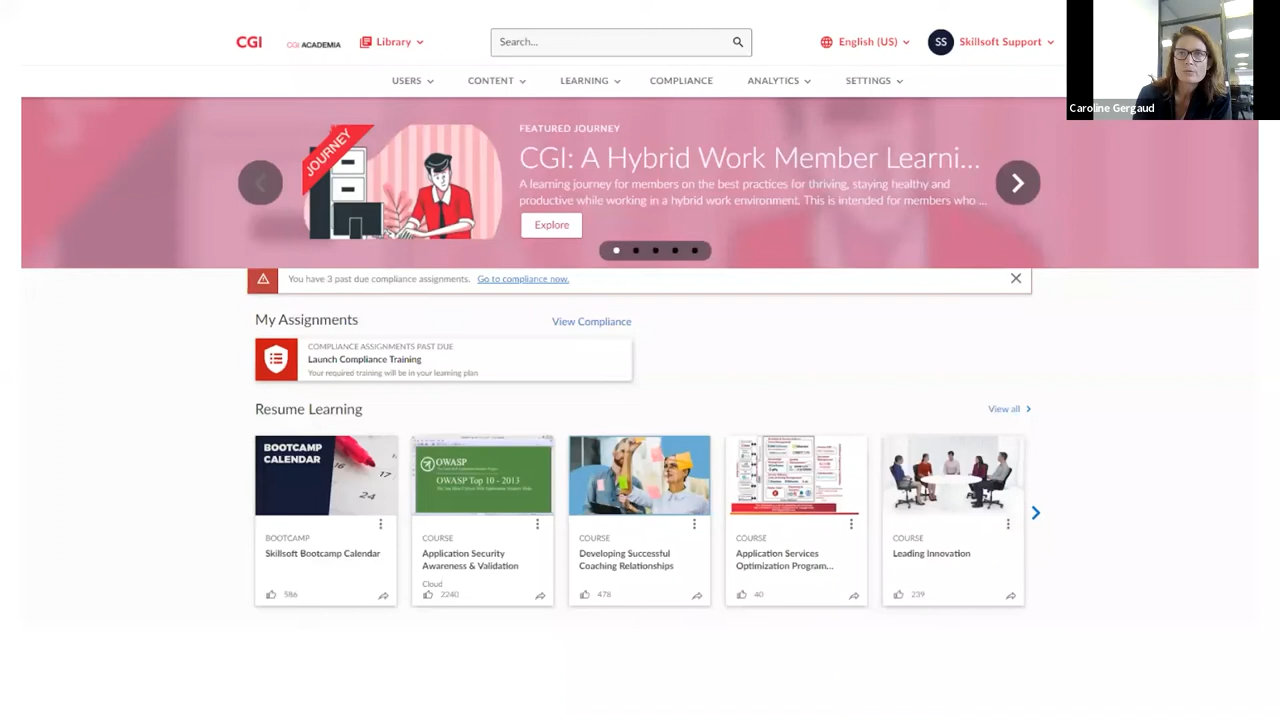 CGI
CGI ACADEMIA
Library
Search...
English (US)
SS
Skillsoft Support
Caroline Gergaud
USERS
CONTENT
LEARNING
COMPLIANCE
ANALYTICS
SETTINGS
JOURNEY
FEATURED JOURNEY
CGI: A Hybrid Work Member Learni...
A learning journey for members on the best practices for thriving, staying healthy and
productive while working in a hybrid work environment. This is intended for members who ...
Explore
You have 3 past due compliance assignments. Go to compliance now.
My Assignments
View Compliance
COMPLIANCE ASSIGNMENTS PAST DUE
Launch Compliance Training
Your required training will be in your learning plan
Resume Learning
View all
BOOTCAMP
CALENDAR
16
17
24
BOOTCAMP
Skillsoft Bootcamp Calendar
586
OWASP
OWASP Top 10 - 2013
COURSE
Application Security
Awareness & Validation
Cloud
2240
COURSE
Developing Successful
Coaching Relationships
478
COURSE
Application Services
Optimization Program...
40
COURSE
Leading Innovation
239